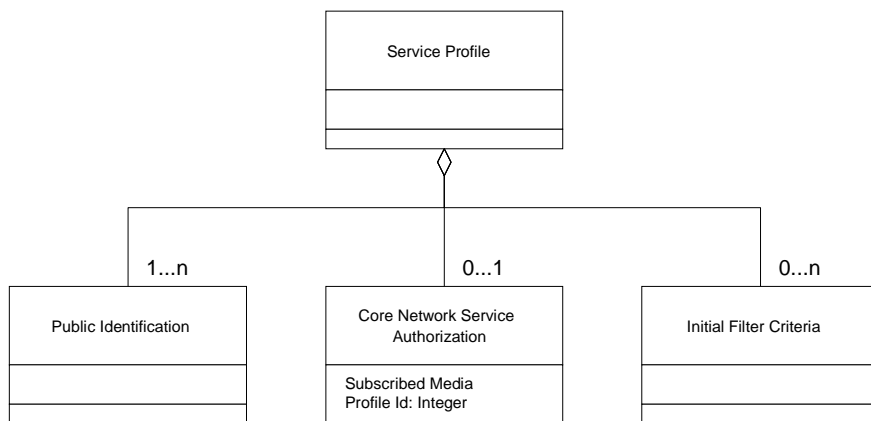 Service Profile
1...n
0...1
0...n
Public Identification
Core Network Service
Authorization
Initial Filter Criteria
Subscribed Media
Profile Id: Integer